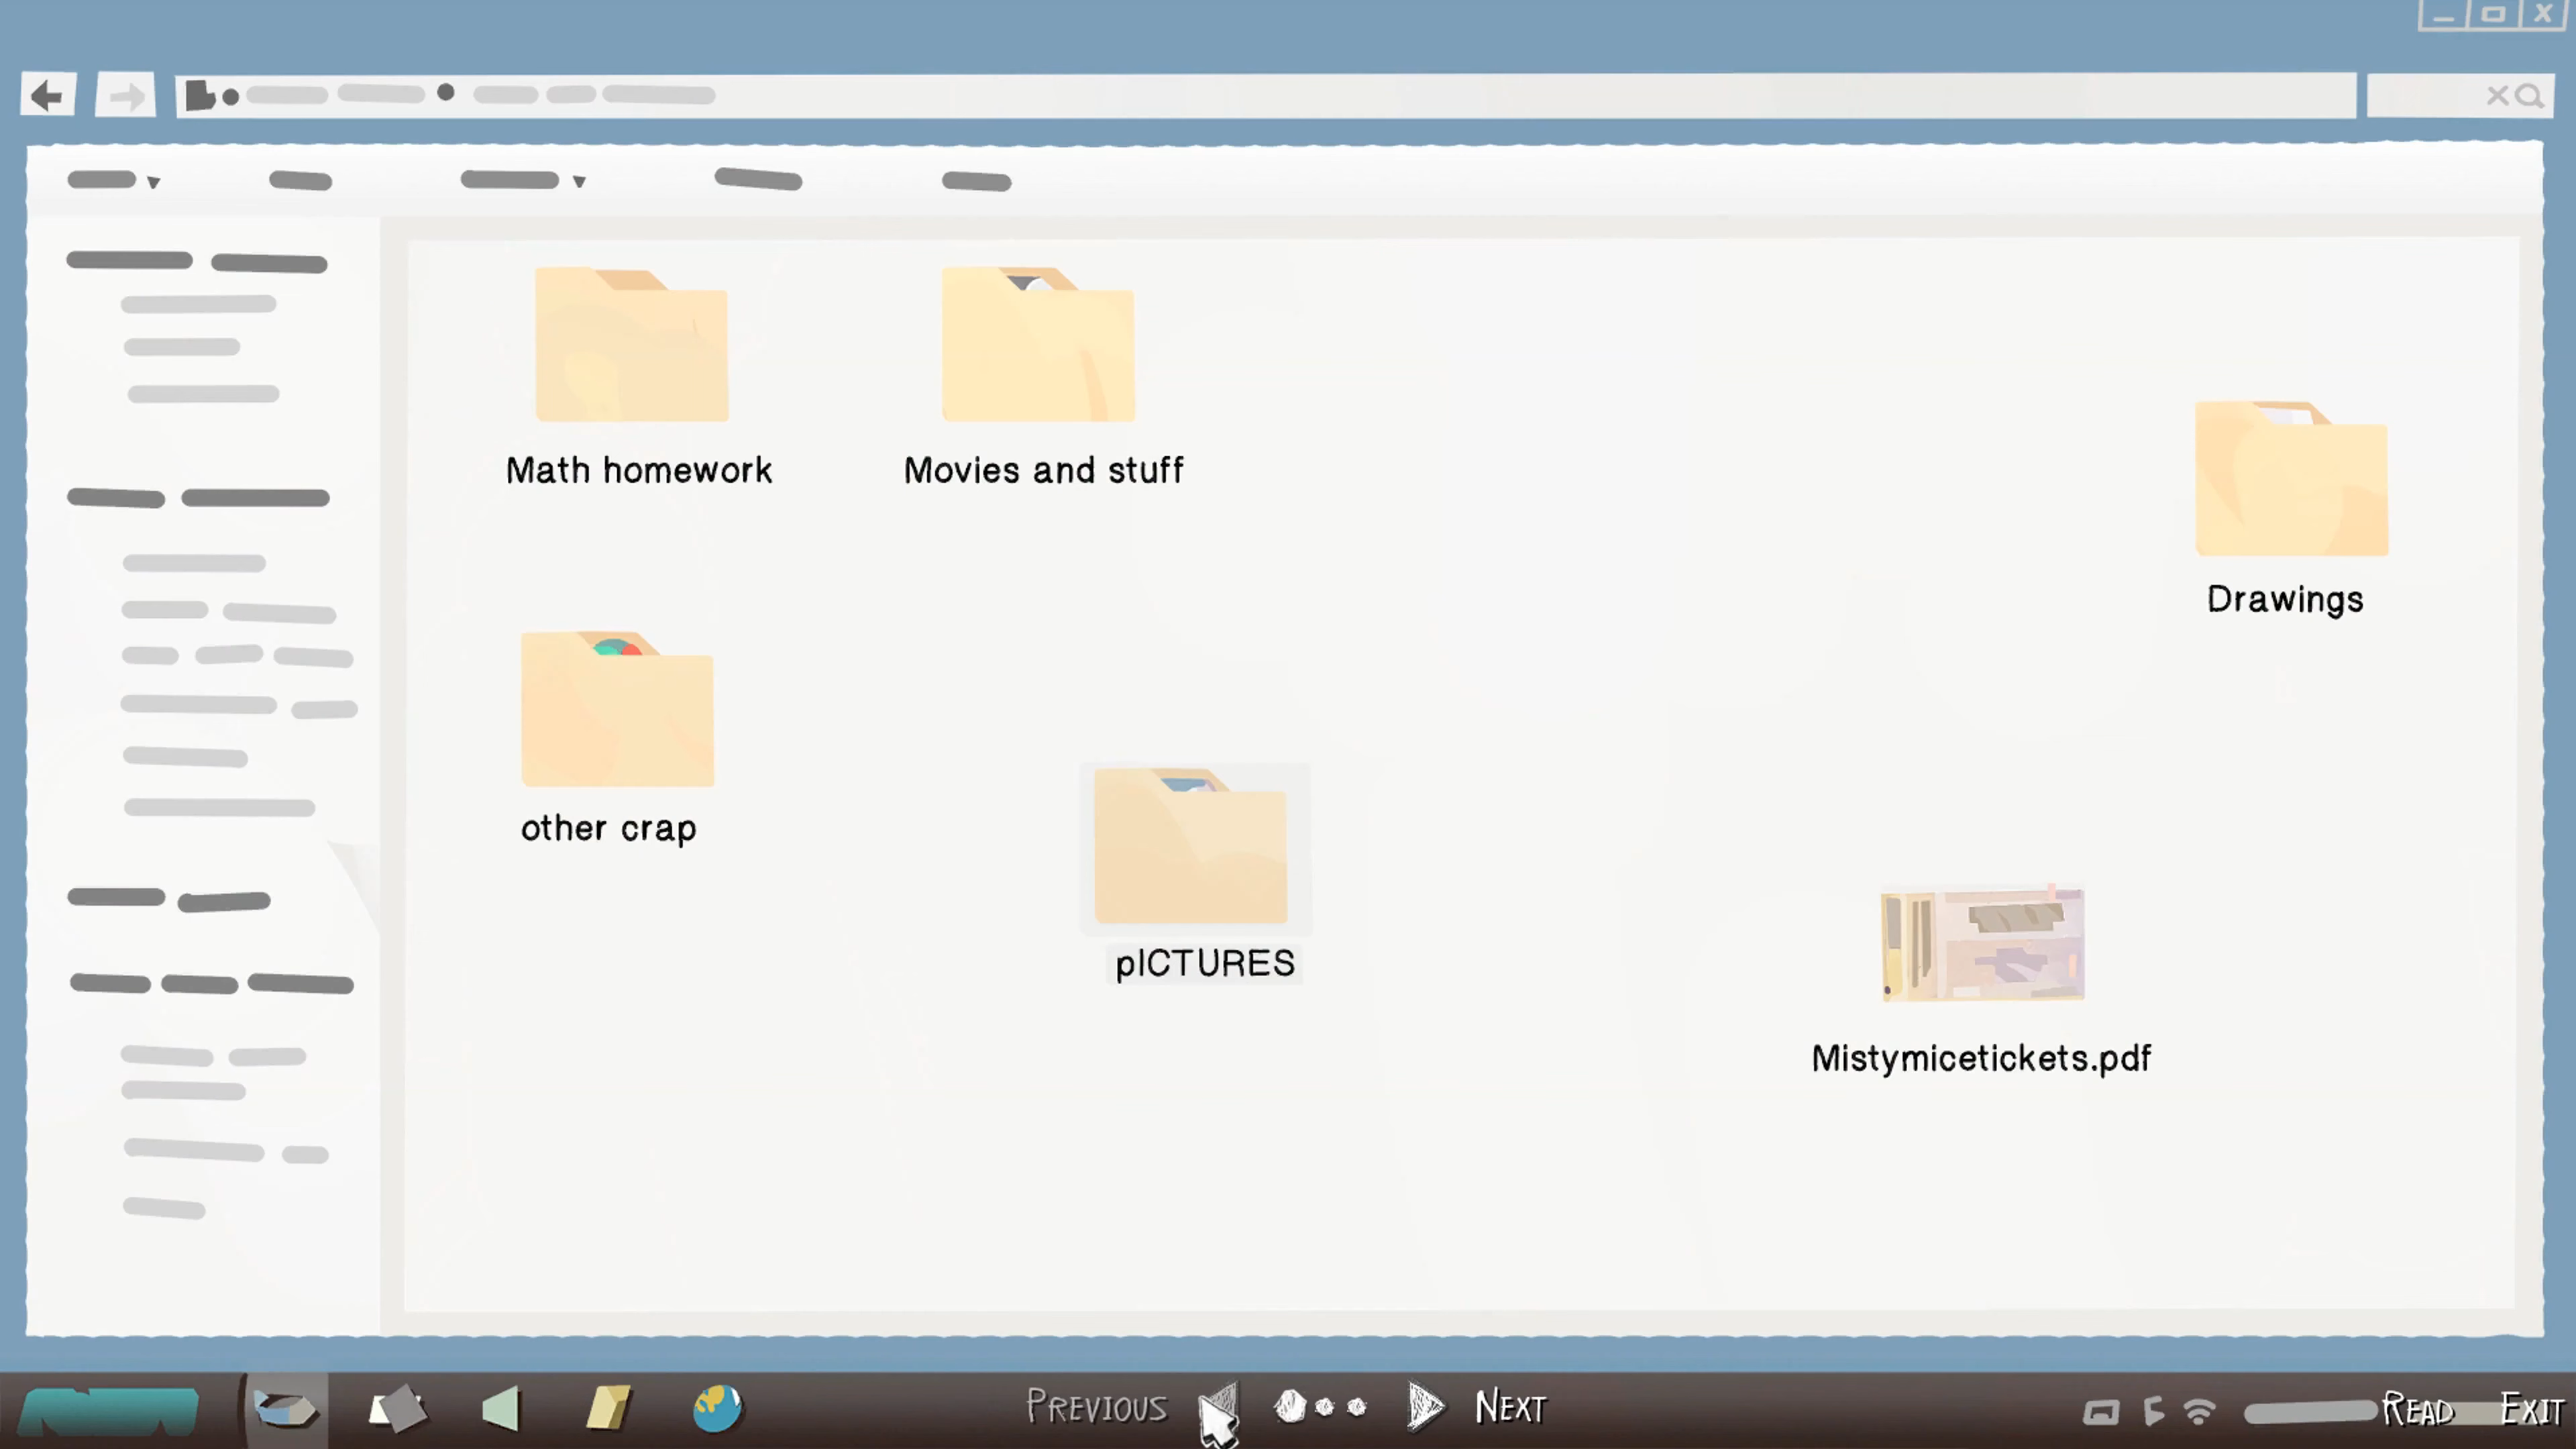 Math homework
Movies and stuff
Drawings
other crap
pICTURES
Mistymicetickets.pdf
PREVIOUS
NEXT
READ
EXIT